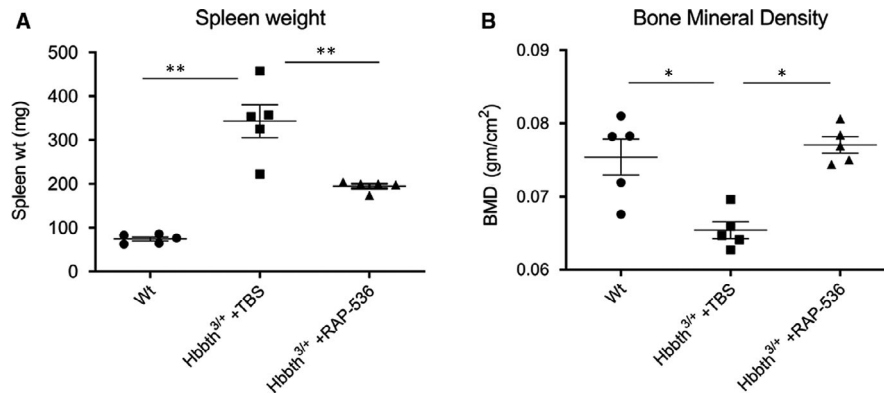 A
Spleen weight
Spleen wt (mg)
500
400
300
200
100
0
**
**
Wt
Hbbth3/+ +TBS
Hbbth3/+ +RAP-536
B
Bone Mineral Density
BMD (gm/cm2)
0.09
0.08
0.07
0.06
*
*
Wt
Hbbth3/+ +TBS
Hbbth3/+ +RAP-536